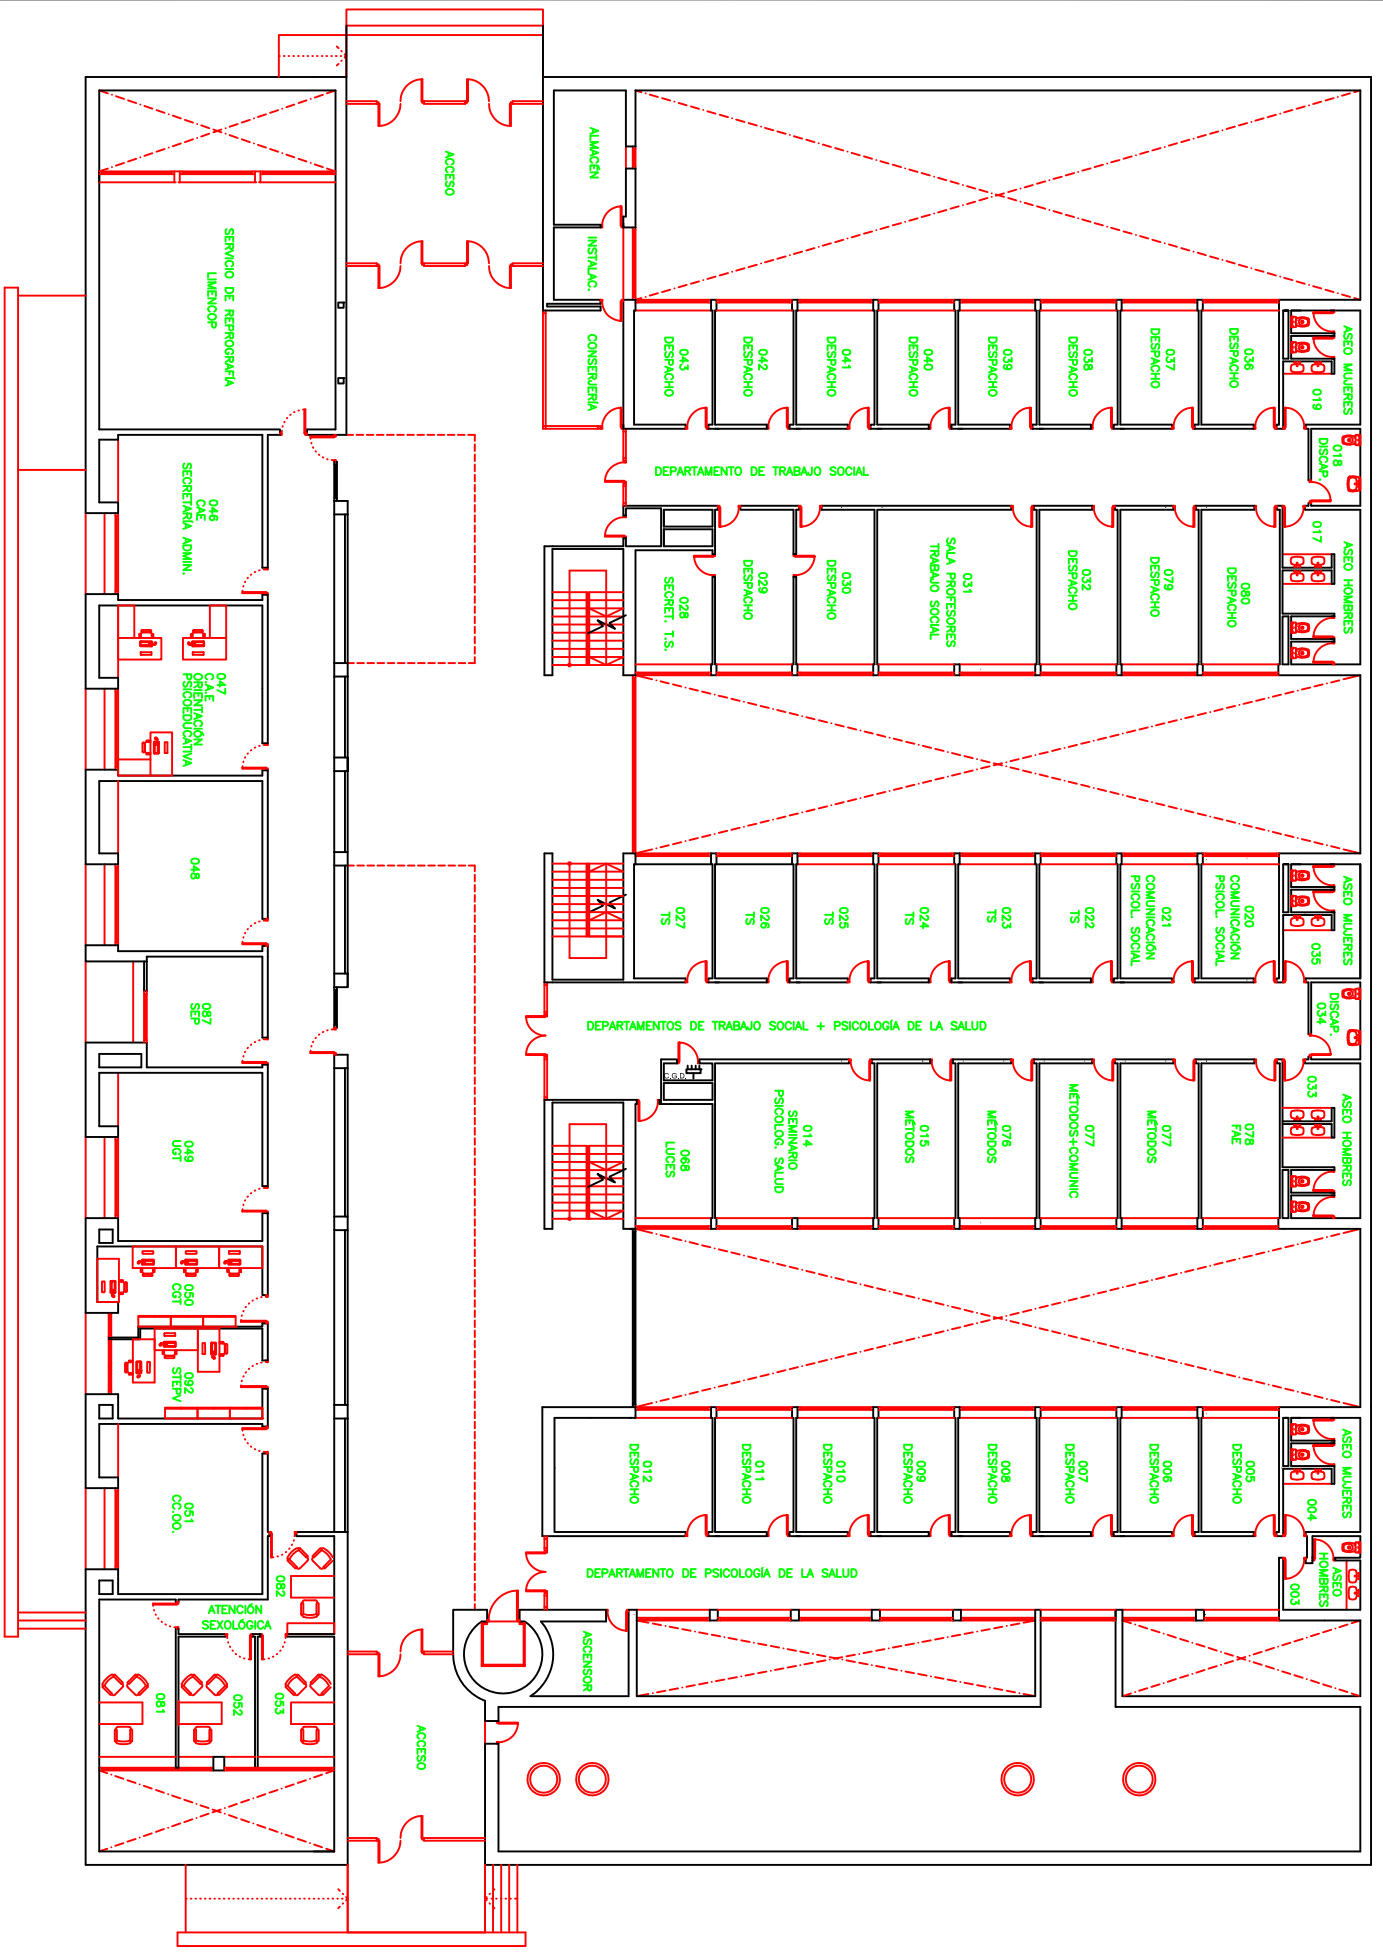 ACCESO
ALMACÉN
INSTALAC.
CONSERJERÍA
SERVICIO DE REPROGRAFÍA
LIMENCOP
043
DESPACHO
042
DESPACHO
041
DESPACHO
040
DESPACHO
039
DESPACHO
038
DESPACHO
037
DESPACHO
036
DESPACHO
ASEO MUJERES
019
018
DISCAP.
DEPARTAMENTO DE TRABAJO SOCIAL
017
ASEO HOMBRES
028
SECRET. T.S.
029
DESPACHO
030
DESPACHO
031
SALA PROFESORES
TRABAJO SOCIAL
032
DESPACHO
079
DESPACHO
080
DESPACHO
046
CAE
SECRETARÍA ADMIN.
047
C.A.E
ORIENTACIÓN
PSICOEDUCATIVA
048
087
SEP
027
TS
026
TS
025
TS
024
TS
023
TS
022
TS
021
COMUNICACIÓN
PSICOL SOCIAL
020
COMUNICACIÓN
PSICOL SOCIAL
ASEO MUJERES
035
DISCAP.
034
DEPARTAMENTOS DE TRABAJO SOCIAL + PSICOLOGÍA DE LA SALUD
033
ASEO HOMBRES
C.G.D.
068
LUCES
014
SEMINARIO
PSICOLOG. SALUD
015
MÉTODOS
076
MÉTODOS
077
MÉTODOS+COMUNIC
077
MÉTODOS
078
FAE
049
UGT
050
CGT
092
STEPV
051
CC.OO.
012
DESPACHO
011
DESPACHO
010
DESPACHO
009
DESPACHO
008
DESPACHO
007
DESPACHO
006
DESPACHO
005
DESPACHO
ASEO MUJERES
004
ASEO
HOMBRES
003
DEPARTAMENTO DE PSICOLOGÍA DE LA SALUD
082
ATENCIÓN
SEXOLÓGICA
081
052
053
ASCENSOR
ACCESO